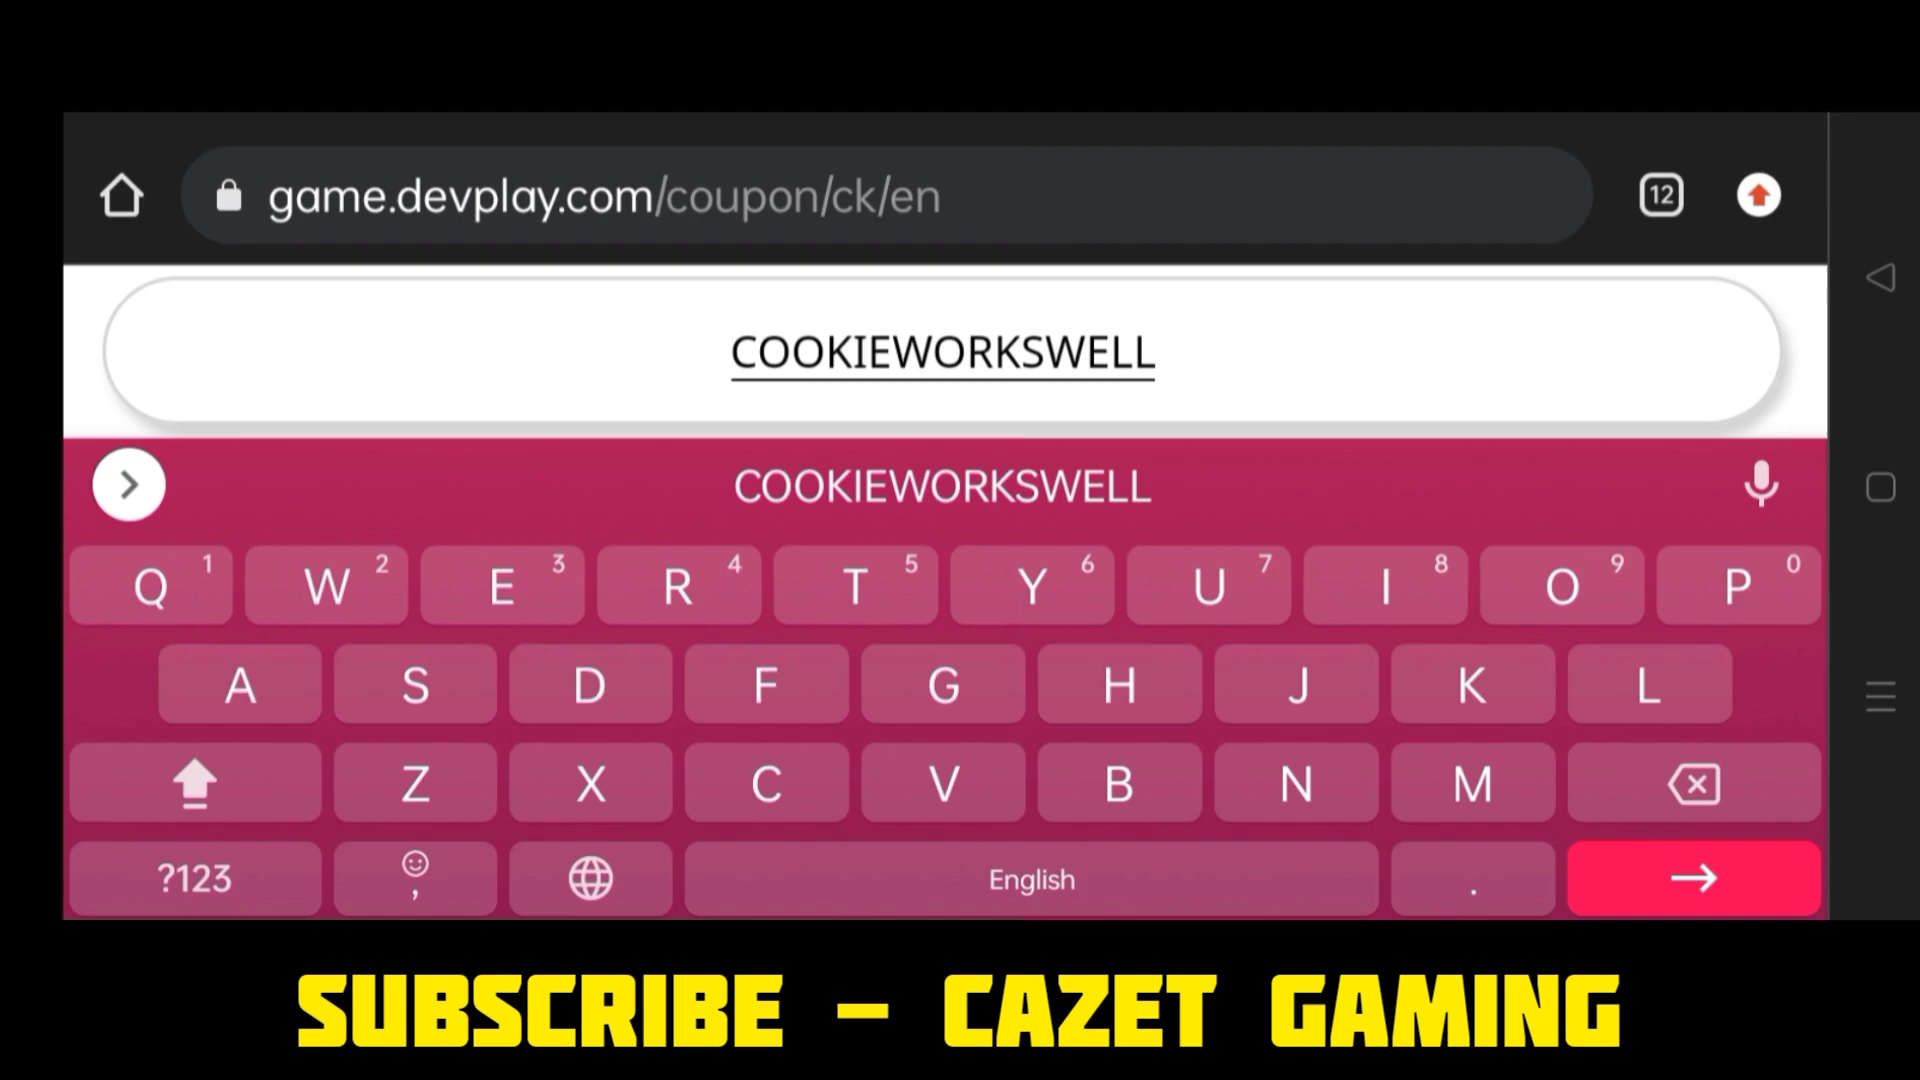 game.devplay.com/coupon/ck/en
12
COOKIEWORKSWELL
COOKIEWORKSWELL
Q 1 W 2 E 3 R 4 T 5 Y 6 U 7 I 8 O 9 P 0
A S D F G H J K L
Z X C V B N M
?123 , English .
SUBSCRIBE - CAZET GAMING